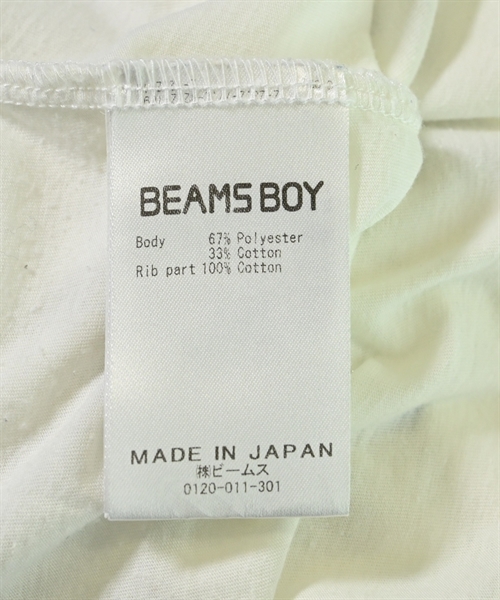 BEAMS BOY
Body 67% Polyester
33% Cotton
Rib part 100% Cotton
MADE IN JAPAN
㈱ビームス
0120-011-301